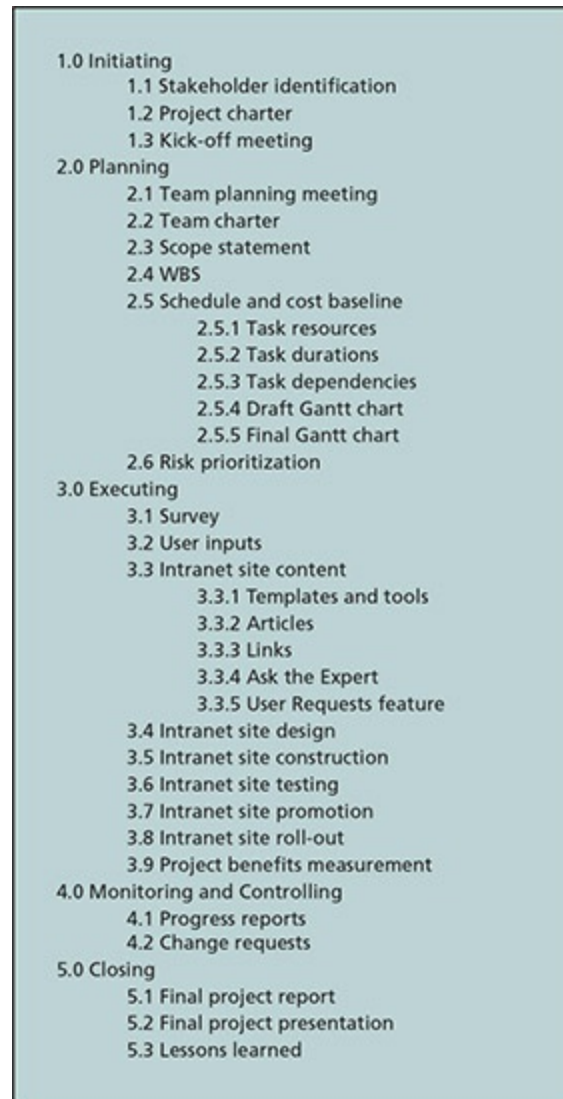 1.0 Initiating
1.1 Stakeholder identification
1.2 Project charter
1.3 Kick-off meeting
2.0 Planning
2.1 Team planning meeting
2.2 Team charter
2.3 Scope statement
2.4 WBS
2.5 Schedule and cost baseline
2.5.1 Task resources
2.5.2 Task durations
2.5.3 Task dependencies
2.5.4 Draft Gantt chart
2.5.5 Final Gantt chart
2.6 Risk prioritization
3.0 Executing
3.1 Survey
3.2 User inputs
3.3 Intranet site content
3.3.1 Templates and tools
3.3.2 Articles
3.3.3 Links
3.3.4 Ask the Expert
3.3.5 User Requests feature
3.4 Intranet site design
3.5 Intranet site construction
3.6 Intranet site testing
3.7 Intranet site promotion
3.8 Intranet site roll-out
3.9 Project benefits measurement
4.0 Monitoring and Controlling
4.1 Progress reports
4.2 Change requests
5.0 Closing
5.1 Final project report
5.2 Final project presentation
5.3 Lessons learned